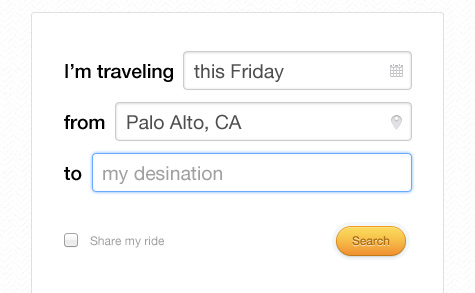 I'm traveling this Friday
from Palo Alto, CA
to my desination
Share my ride Search